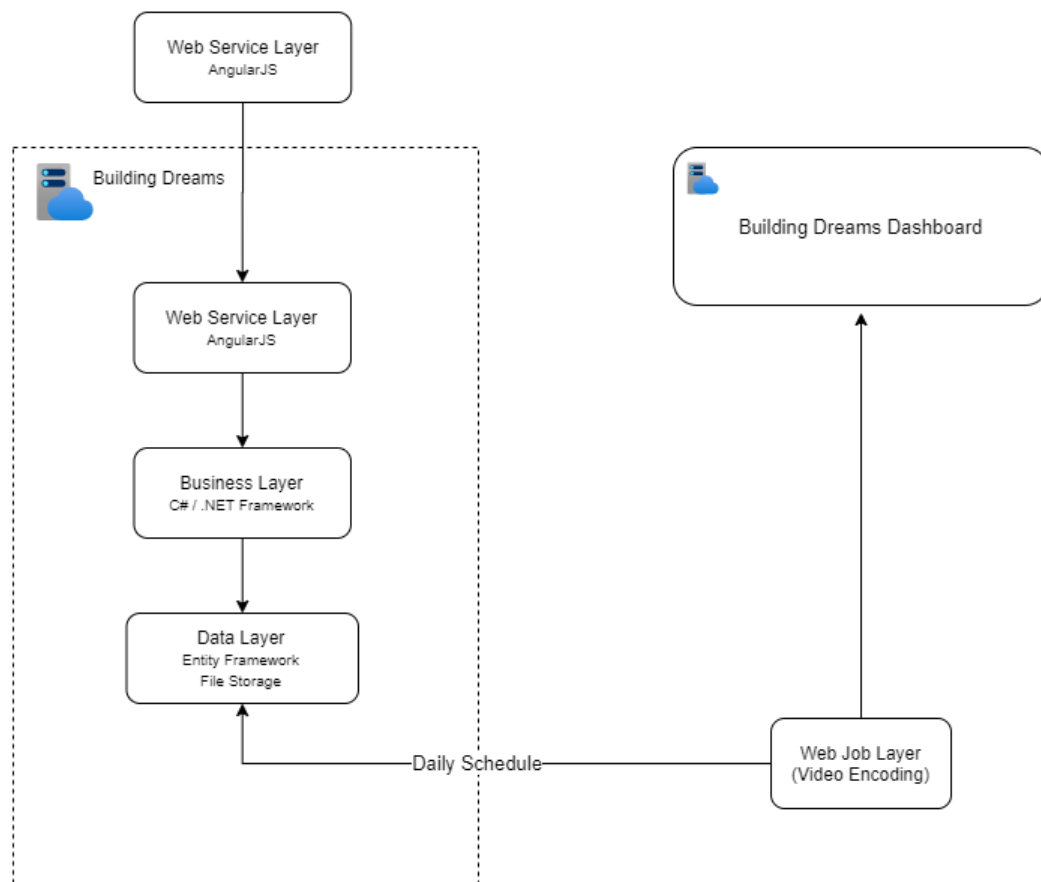 Web Service Layer
AngularJS
Building Dreams
Building Dreams Dashboard
Web Service Layer
AngularJS
Business Layer
C# / .NET Framework
Data Layer
Entity Framework
File Storage
Daily Schedule
Web Job Layer
(Video Encoding)